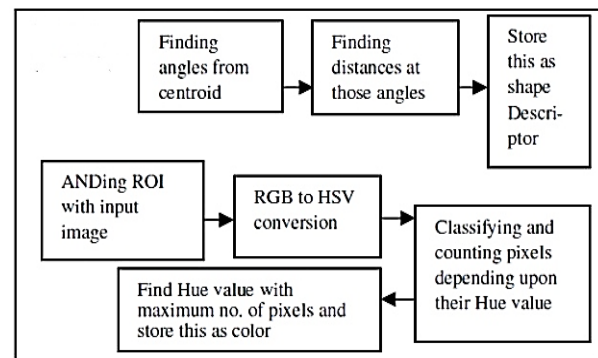 Finding
angles from
centroid
Finding
distances at
those angles
Store
this as
shape
Descri-
ptor
ANDing ROI
with input
image
RGB to HSV
conversion
Classifying and
counting pixels
depending upon
their Hue value
Find Hue value with
maximum no. of pixels and
store this as color